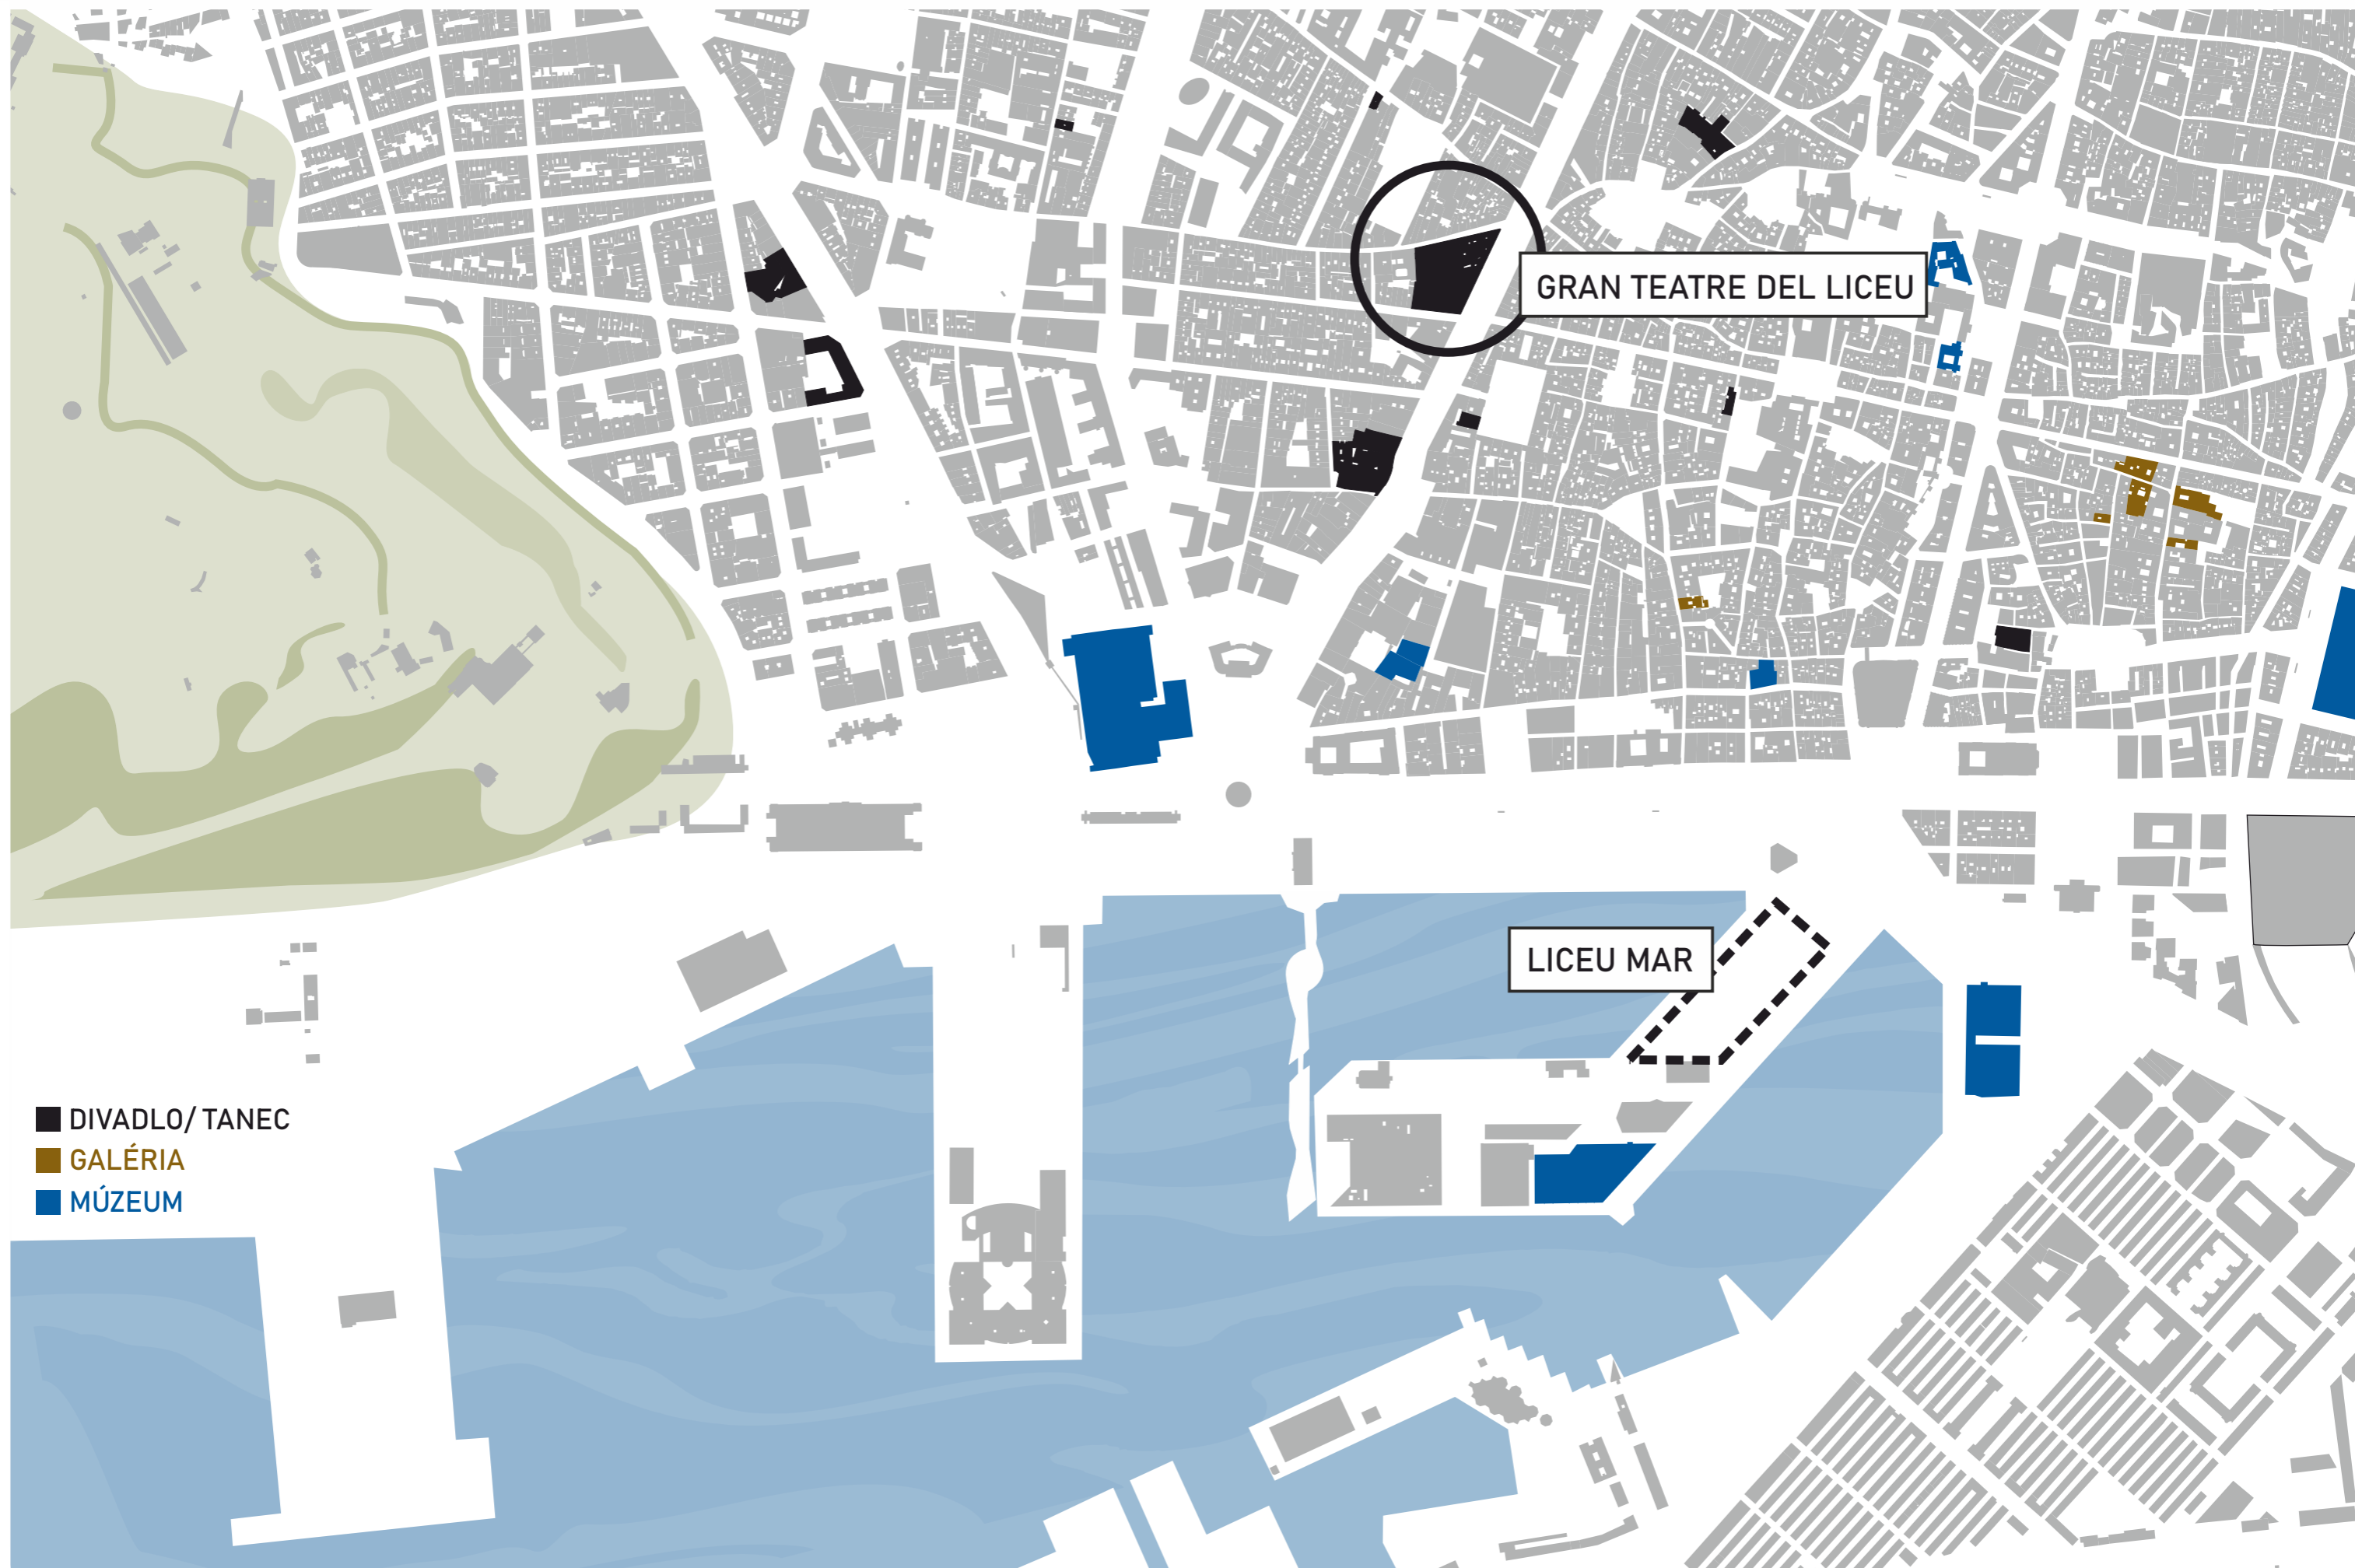 GRAN TEATRE DEL LICEU
LICEU MAR
DIVADLO/ TANEC
GALÉRIA
MÚZEUM